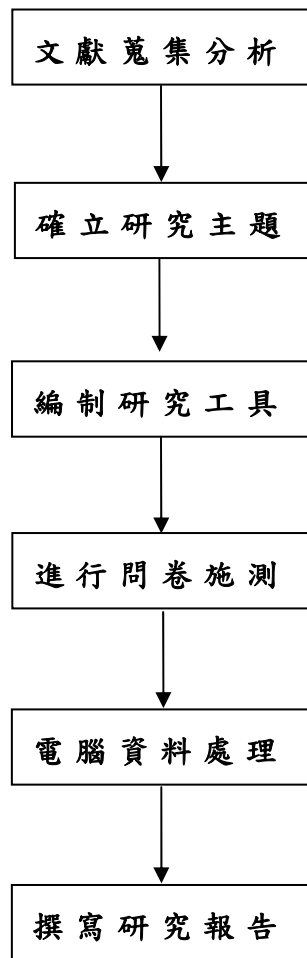 文獻蒐集分析
確立研究主題
編制研究工具
進行問卷施測
電腦資料處理
撰寫研究報告